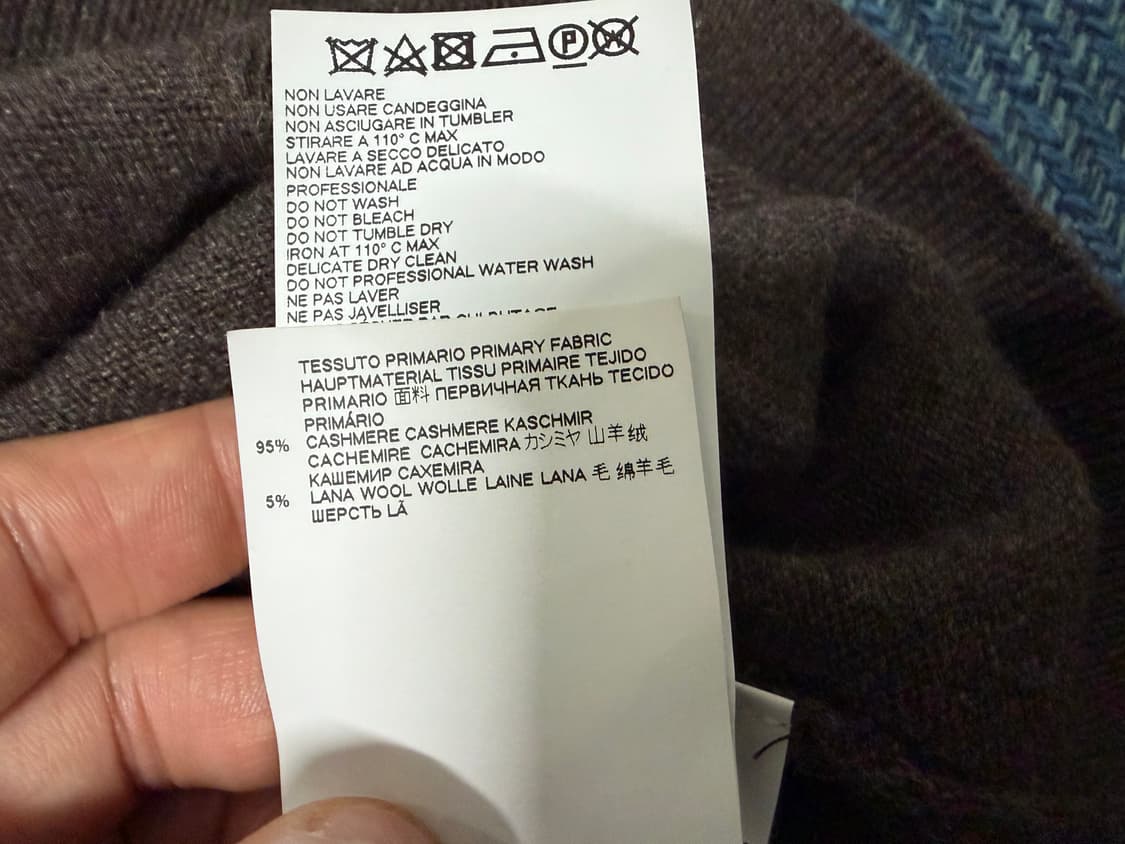 NON LAVARE
NON USARE CANDEGGINA
NON ASCIUGARE IN TUMBLER
STIRARE A 110° C MAX
LAVARE A SECCO DELICATO
NON LAVARE AD ACQUA IN MODO
PROFESSIONALE
DO NOT WASH
DO NOT BLEACH
DO NOT TUMBLE DRY
IRON AT 110° C MAX
DELICATE DRY CLEAN
DO NOT PROFESSIONAL WATER WASH
NE PAS LAVER
NE PAS JAVELLISER
TESSUTO PRIMARIO PRIMARY FABRIC
HAUPTMATERIAL TISSU PRIMAIRE TEJIDO
PRIMARIO 面料 ПЕРВИЧНАЯ ТКАНЬ TECIDO
PRIMÁRIO
95% CASHMERE CASHMERE KASCHMIR
CACHEMIRE CACHEMIRA カシミヤ 山羊绒
КАШЕМИР CAXEMIRA
5% LANA WOOL WOLLE LAINE LANA 毛 绵羊毛
ШЕРСТЬ LÃ